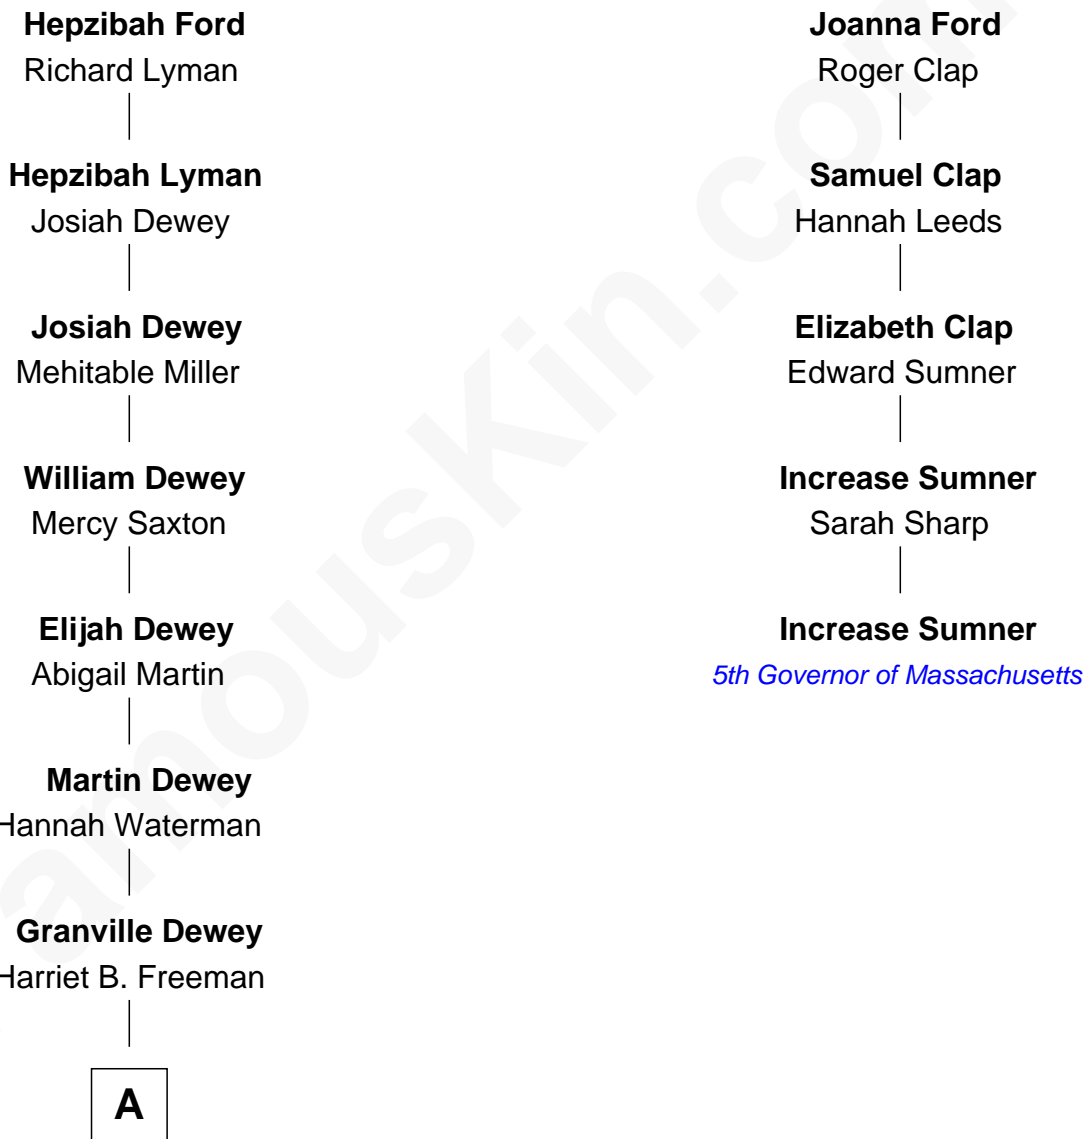 Hepzibah Ford
Richard Lyman
Hepzibah Lyman
Josiah Dewey
Josiah Dewey
Mehitable Miller
William Dewey
Mercy Saxton
Elijah Dewey
Abigail Martin
Martin Dewey
Hannah Waterman
Granville Dewey
Harriet B. Freeman
A
Joanna Ford
Roger Clap
Samuel Clap
Hannah Leeds
Elizabeth Clap
Edward Sumner
Increase Sumner
Sarah Sharp
Increase Sumner
5th Governor of Massachusetts
amouskin.com